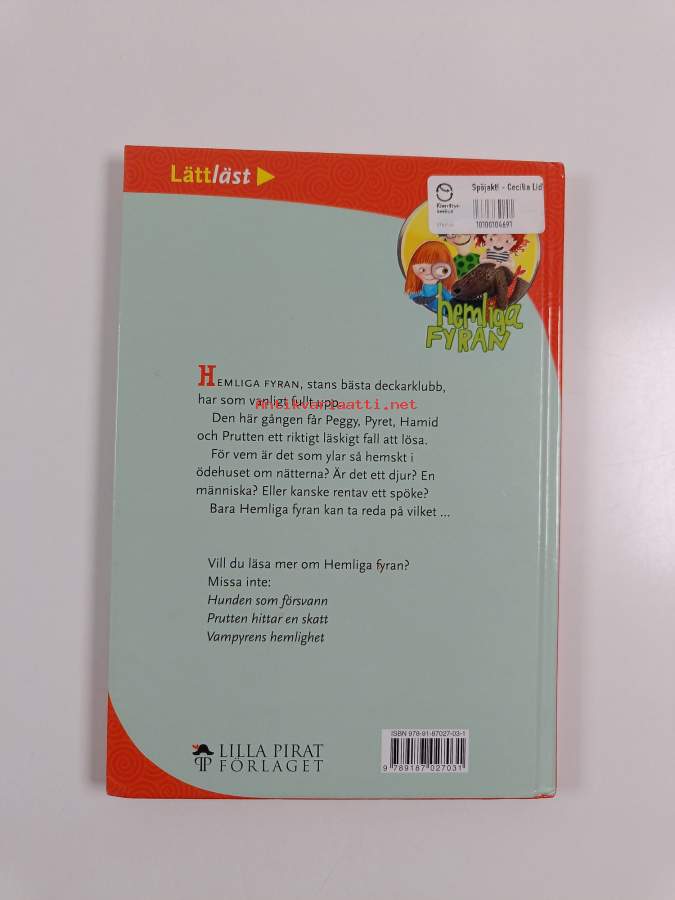 Lättläst
Spöjakt! - Cecilia Lid
Kierrätys-
keskus
10100104691
hemliga
FYRAN
HEMLIGA FYRAN, stans bästa deckarklubb,
har som vanligt fullt upp.
Antikvariaatti.net
Den här gången får Peggy, Pyret, Hamid
och Prutten ett riktigt läskigt fall att lösa.
För vem är det som ylar så hemskt i
ödehuset om nätterna? Är det ett djur? En
människa? Eller kanske rentav ett spöke?
Bara Hemliga fyran kan ta reda på vilket ...
Vill du läsa mer om Hemliga fyran?
Missa inte:
Hunden som försvann
Prutten hittar en skatt
Vampyrens hemlighet
LILLA PIRAT
FÖRLAGET
ISBN 978-91-87027-03-1
9 789187 027031